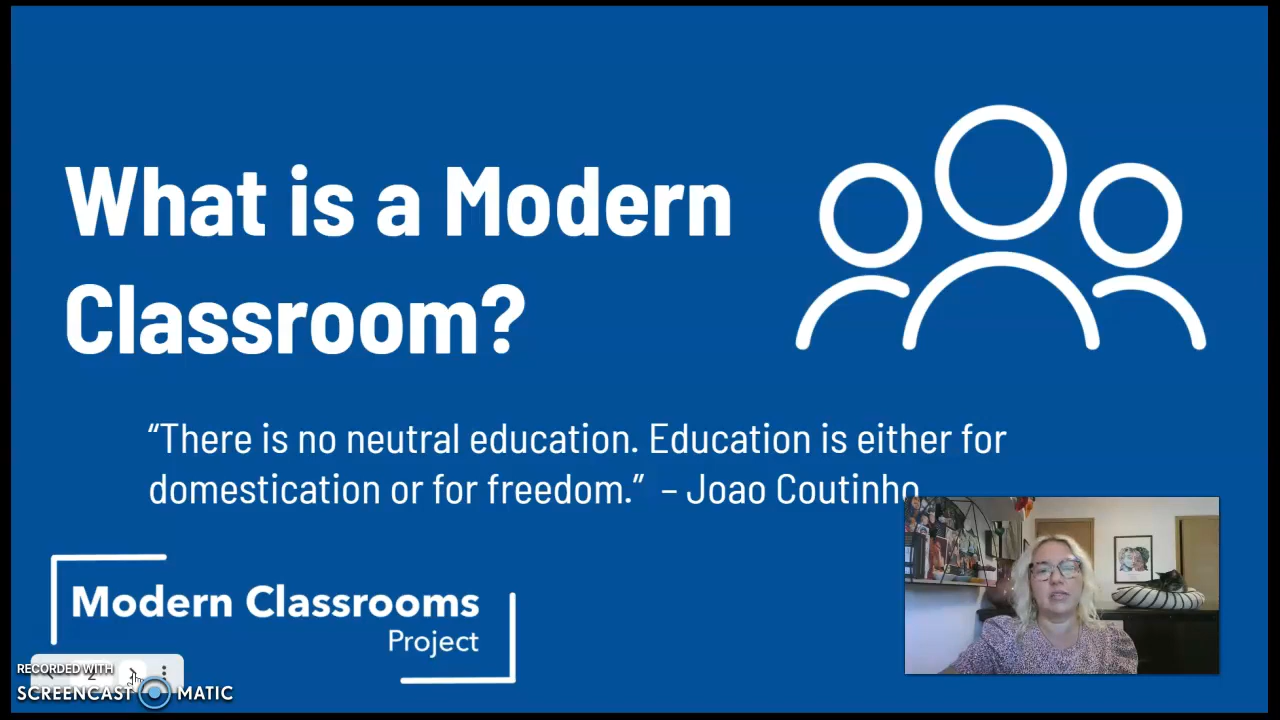 What is a Modern
Classroom?
“There is no neutral education. Education is either for
domestication or for freedom.” – Joao Coutinho
Modern Classrooms
Project
2
RECORDED WITH
SCREENCAST MATIC